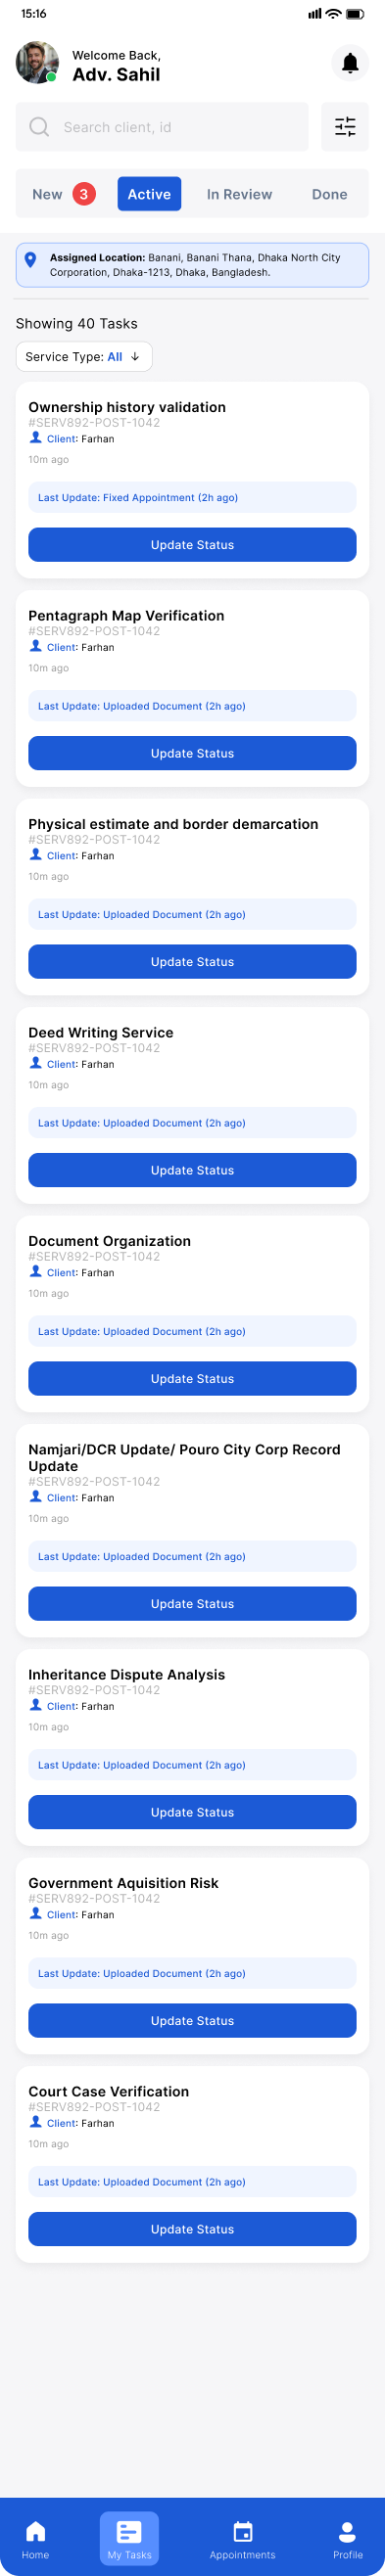 15:16
Welcome Back,
Adv. Sahil
Search client, id
New 3 Active In Review Done
Assigned Location: Banani, Banani Thana, Dhaka North City
Corporation, Dhaka-1213, Dhaka, Bangladesh.
Showing 40 Tasks
Service Type: All ↓
Ownership history validation
#SERV892-POST-1042
Client: Farhan
10m ago
Last Update: Fixed Appointment (2h ago)
Update Status
Pentagraph Map Verification
#SERV892-POST-1042
Client: Farhan
10m ago
Last Update: Uploaded Document (2h ago)
Update Status
Physical estimate and border demarcation
#SERV892-POST-1042
Client: Farhan
10m ago
Last Update: Uploaded Document (2h ago)
Update Status
Deed Writing Service
#SERV892-POST-1042
Client: Farhan
10m ago
Last Update: Uploaded Document (2h ago)
Update Status
Document Organization
#SERV892-POST-1042
Client: Farhan
10m ago
Last Update: Uploaded Document (2h ago)
Update Status
Namjari/DCR Update/ Pouro City Corp Record
Update
#SERV892-POST-1042
Client: Farhan
10m ago
Last Update: Uploaded Document (2h ago)
Update Status
Inheritance Dispute Analysis
#SERV892-POST-1042
Client: Farhan
10m ago
Last Update: Uploaded Document (2h ago)
Update Status
Government Aquisition Risk
#SERV892-POST-1042
Client: Farhan
10m ago
Last Update: Uploaded Document (2h ago)
Update Status
Court Case Verification
#SERV892-POST-1042
Client: Farhan
10m ago
Last Update: Uploaded Document (2h ago)
Update Status
Home My Tasks Appointments Profile